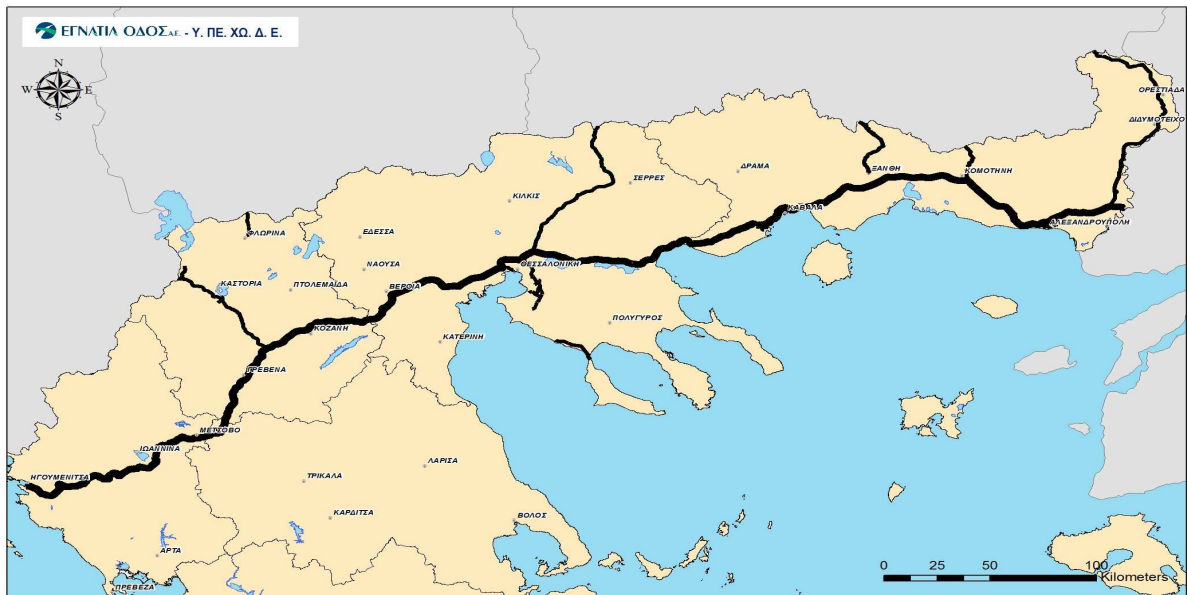 ΕΓΝΑΤΙΑ ΟΔΟΣ Α.Ε. - Υ. ΠΕ. ΧΩ. Δ. Ε.
N
W E
S
ΟΡΕΣΤΙΑΔΑ
ΔΙΔΥΜΟΤΕΙΧΟ
ΔΡΑΜΑ
ΞΑΝΘΗ
ΚΟΜΟΤΗΝΗ
ΣΕΡΡΕΣ
ΚΙΛΚΙΣ
ΚΑΒΑΛΑ
ΑΛΕΞΑΝΔΡΟΥΠΟΛΗ
ΦΛΩΡΙΝΑ
ΕΔΕΣΣΑ
ΝΑΟΥΣΑ
ΘΕΣΣΑΛΟΝΙΚΗ
ΚΑΣΤΟΡΙΑ
ΠΤΟΛΕΜΑΙΔΑ
ΒΕΡΟΙΑ
ΠΟΛΥΓΥΡΟΣ
ΚΟΖΑΝΗ
ΚΑΤΕΡΙΝΗ
ΓΡΕΒΕΝΑ
ΜΕΤΣΟΒΟ
ΙΩΑΝΝΙΝΑ
ΛΑΡΙΣΑ
ΗΓΟΥΜΕΝΙΤΣΑ
ΤΡΙΚΑΛΑ
ΚΑΡΔΙΤΣΑ
ΒΟΛΟΣ
ΑΡΤΑ
ΠΡΕΒΕΖΑ
0 25 50 100
Kilometers